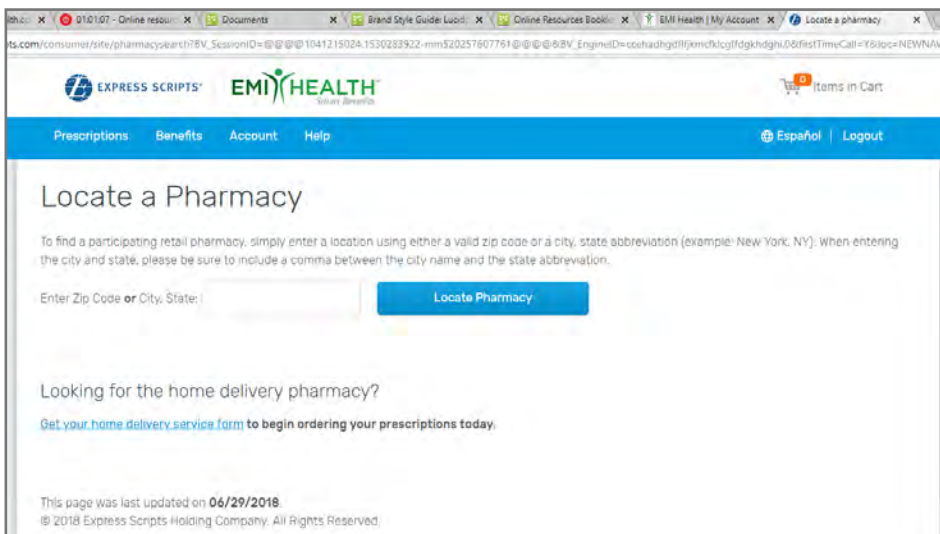 01:01:07 - Online resour
Documents
Brand Style Guide: Lucid
Online Resources Bookle
EMI Health | My Account
Locate a pharmacy
EXPRESS SCRIPTS
EMI HEALTH
0 Items in Cart
Prescriptions Benefits Account Help Español | Logout
Locate a Pharmacy
To find a participating retail pharmacy, simply enter a location using either a valid zip code or a city, state abbreviation (example: New York, NY). When entering
the city and state, please be sure to include a comma between the city name and the state abbreviation.
Enter Zip Code or City, State:
Locate Pharmacy
Looking for the home delivery pharmacy?
Get your home delivery service form to begin ordering your prescriptions today.
This page was last updated on 06/29/2018.
© 2018 Express Scripts Holding Company. All Rights Reserved.